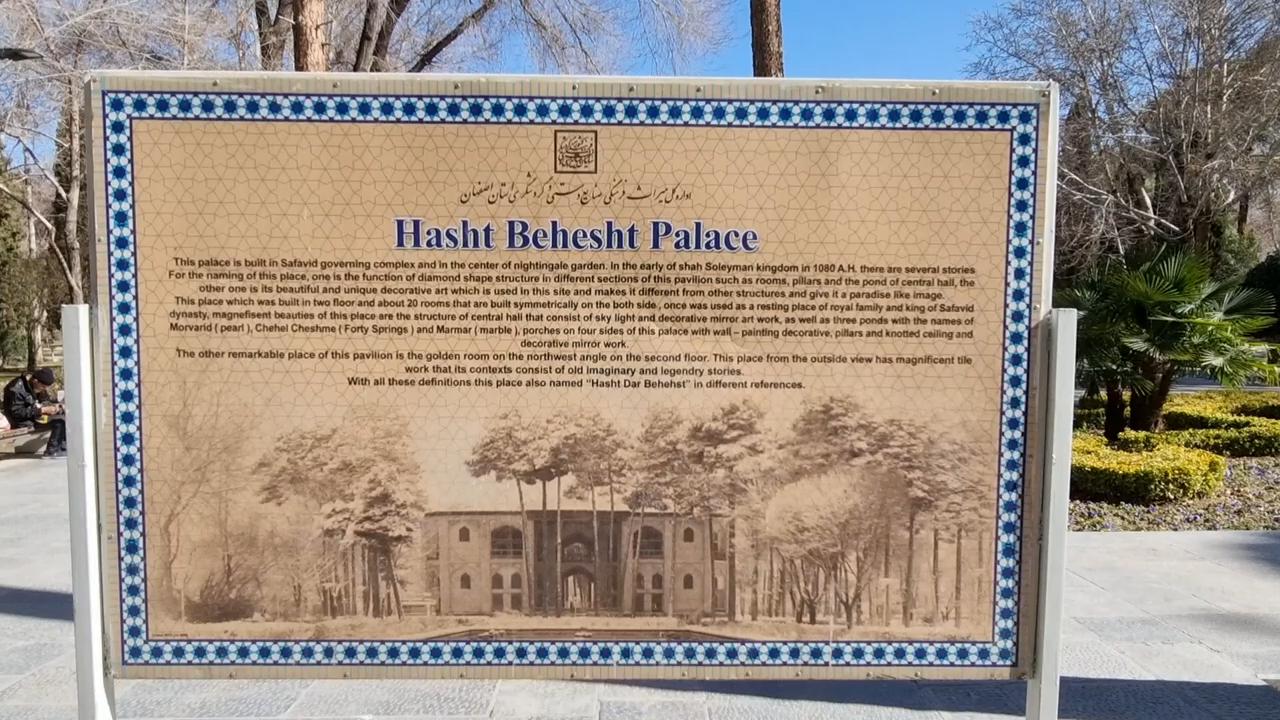 اداره کل میراث فرهنگی صنایع دستی و گردشگری استان اصفهان
Hasht Behesht Palace
This palace is built in Safavid governing complex and in the center of nightingale garden. In the early of shah Soleyman kingdom in 1080 A.H. there are several stories
For the naming of this place, one is the function of diamond shape structure in different sections of this pavilion such as rooms, pillars and the pond of central hall, the
other one is its beautiful and unique decorative art which is used in this site and makes it different from other structures and give it a paradise like image.
This place which was built in two floor and about 20 rooms that are built symmetrically on the both side , once was used as a resting place of royal family and king of Safavid
dynasty, magnifesent beauties of this place are the structure of central hall that consist of sky light and decorative mirror art work, as well as three ponds with the names of
Morvarid ( pearl ), Chehel Cheshme ( Forty Springs ) and Marmar ( marble ), porches on four sides of this palace with wall – painting decorative, pillars and knotted ceiling and
decorative mirror work.
The other remarkable place of this pavilion is the golden room on the northwest angle on the second floor. This place from the outside view has magnificent tile
work that its contexts consist of old imaginary and legendry stories.
With all these definitions this place also named "Hasht Dar Behehst" in different references.